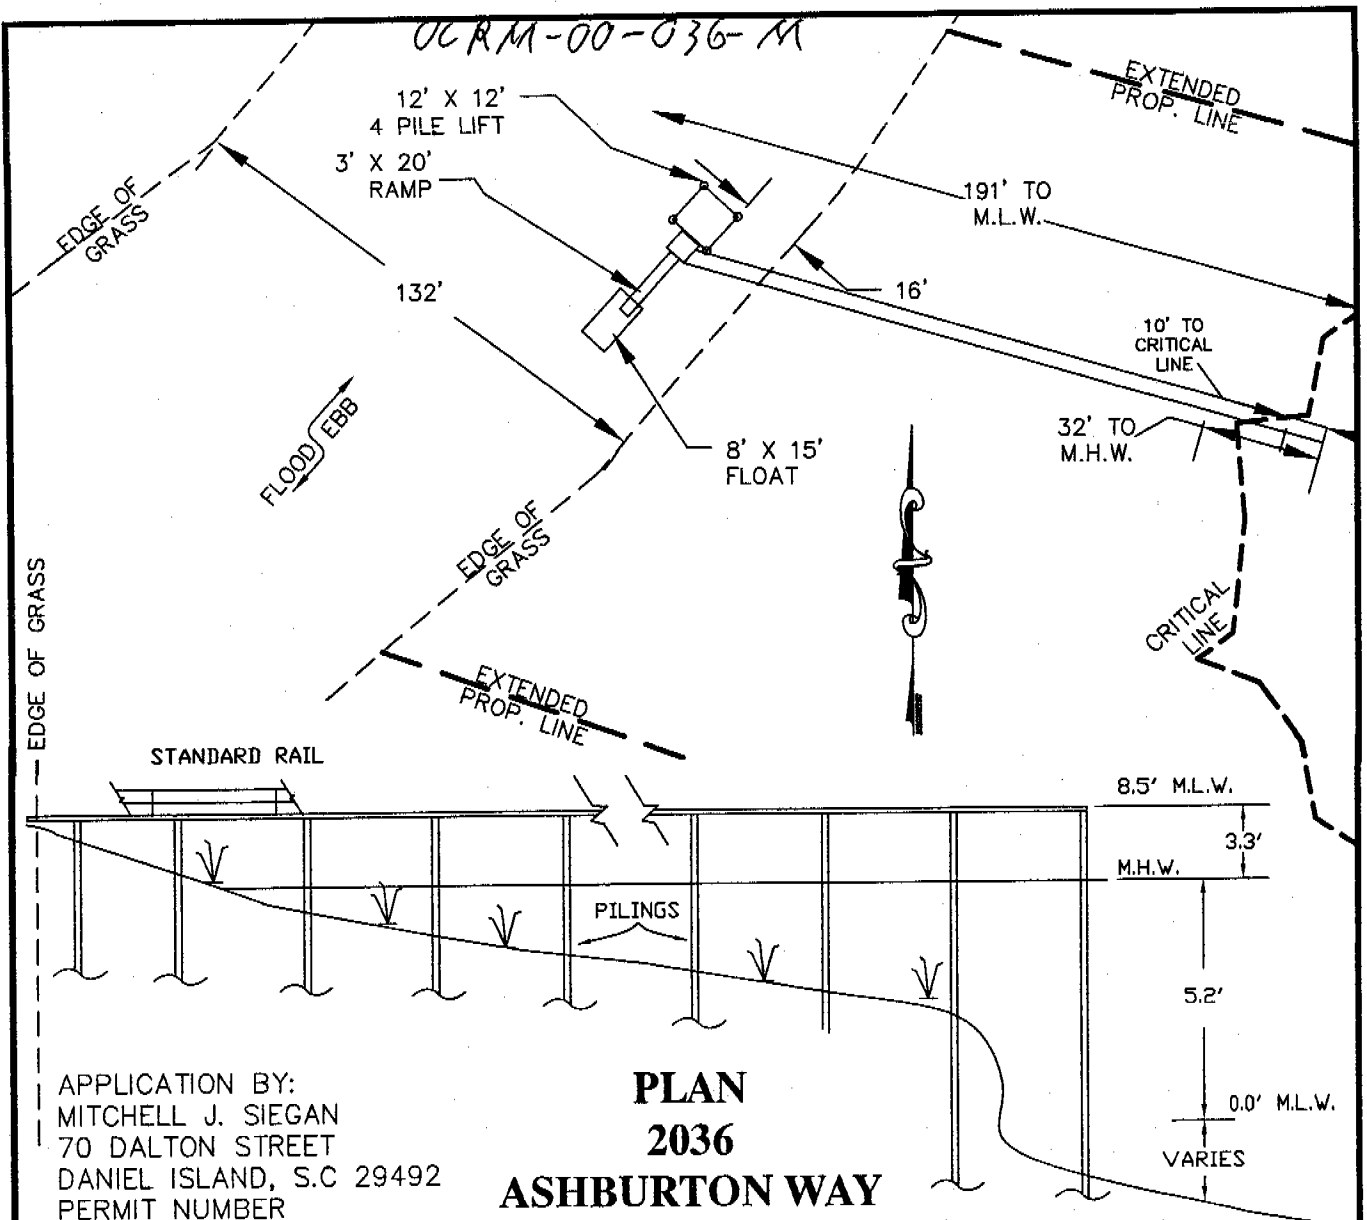 OCRM-00-036-M
EXTENDED
PROP. LINE
12' X 12'
4 PILE LIFT
3' X 20'
RAMP
191' TO
M.L.W.
EDGE OF
GRASS
132'
16'
10' TO
CRITICAL
LINE
32' TO
M.H.W.
FLOOD EBB
8' X 15'
FLOAT
EDGE OF
GRASS
CRITICAL
LINE
EDGE OF GRASS
EXTENDED
PROP. LINE
STANDARD RAIL
8.5' M.L.W.
3.3'
M.H.W.
PILINGS
5.2'
0.0' M.L.W.
VARIES
APPLICATION BY:
MITCHELL J. SIEGAN
70 DALTON STREET
DANIEL ISLAND, S.C 29492
PERMIT NUMBER
PLAN
2036
ASHBURTON WAY